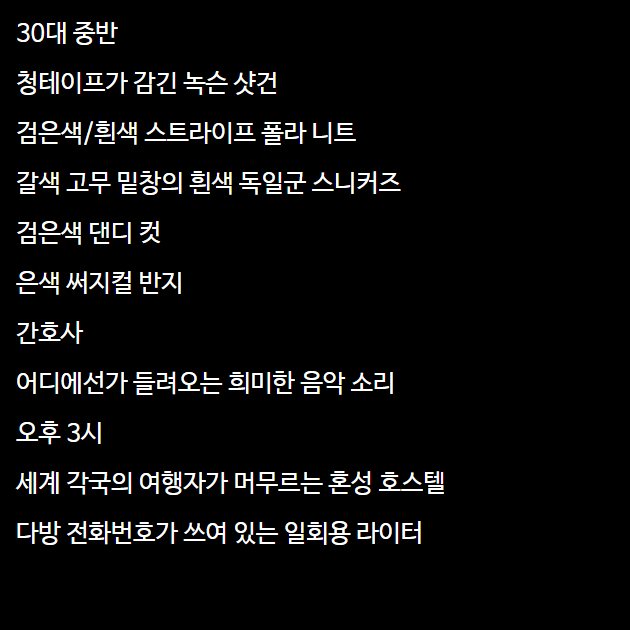 30대 중반
청테이프가 감긴 녹슨 샷건
검은색/흰색 스트라이프 폴라 니트
갈색 고무 밑창의 흰색 독일군 스니커즈
검은색 댄디 컷
은색 써지컬 반지
간호사
어디에선가 들려오는 희미한 음악 소리
오후 3시
세계 각국의 여행자가 머무르는 혼성 호스텔
다방 전화번호가 쓰여 있는 일회용 라이터